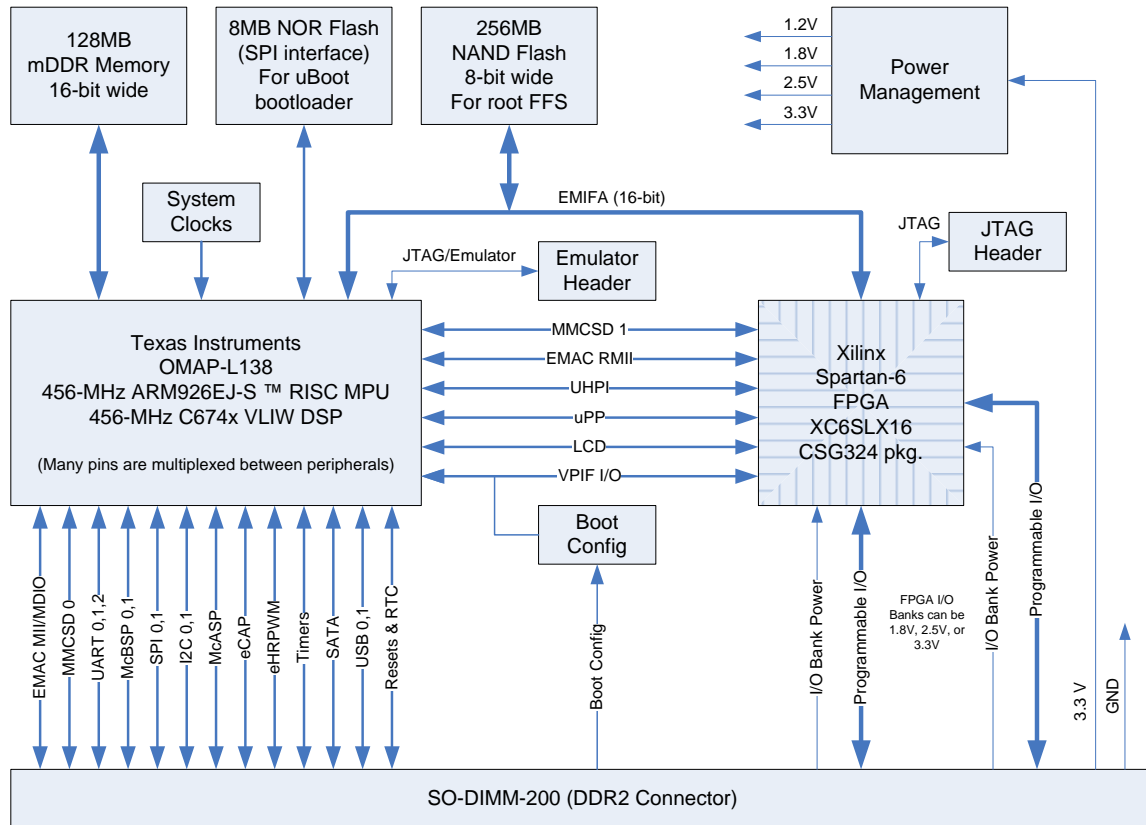 128MB
mDDR Memory
16-bit wide
8MB NOR Flash
(SPI interface)
For uBoot
bootloader
256MB
NAND Flash
8-bit wide
For root FFS
1.2V
1.8V
2.5V
3.3V
Power
Management
System
Clocks
EMIFA (16-bit)
JTAG/Emulator
Emulator
Header
JTAG
JTAG
Header
Texas Instruments
OMAP-L138
456-MHz ARM926EJ-S ™ RISC MPU
456-MHz C674x VLIW DSP
(Many pins are multiplexed between peripherals)
MMCSD 1
EMAC RMII
UHPI
uPP
LCD
VPIF I/O
Xilinx
Spartan-6
FPGA
XC6SLX16
CSG324 pkg.
Boot
Config
EMAC MII/MDIO
MMCSD 0
UART 0,1,2
McBSP 0,1
SPI 0,1
I2C 0,1
McASP
eCAP
eHRPWM
Timers
SATA
USB 0,1
Resets & RTC
Boot Config
I/O Bank Power
Programmable I/O
FPGA I/O
Banks can be
1.8V, 2.5V, or
3.3V
I/O Bank Power
Programmable I/O
3.3 V
GND
SO-DIMM-200 (DDR2 Connector)